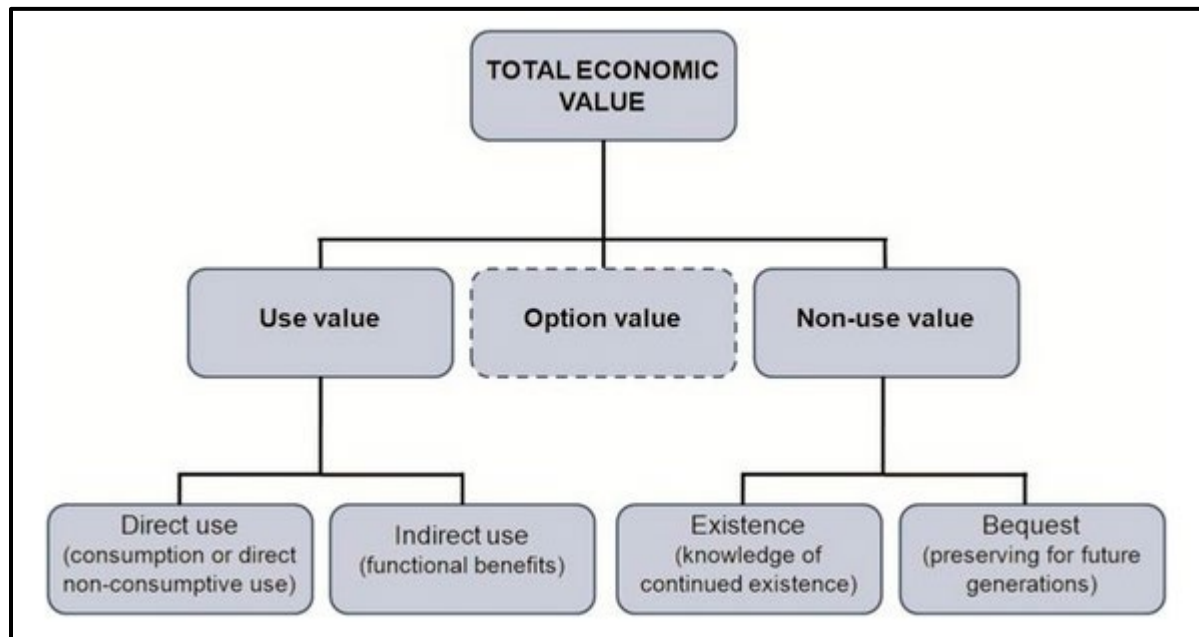 TOTAL ECONOMIC
VALUE
Use value
Option value
Non-use value
Direct use
(consumption or direct
non-consumptive use)
Indirect use
(functional benefits)
Existence
(knowledge of
continued existence)
Bequest
(preserving for future
generations)